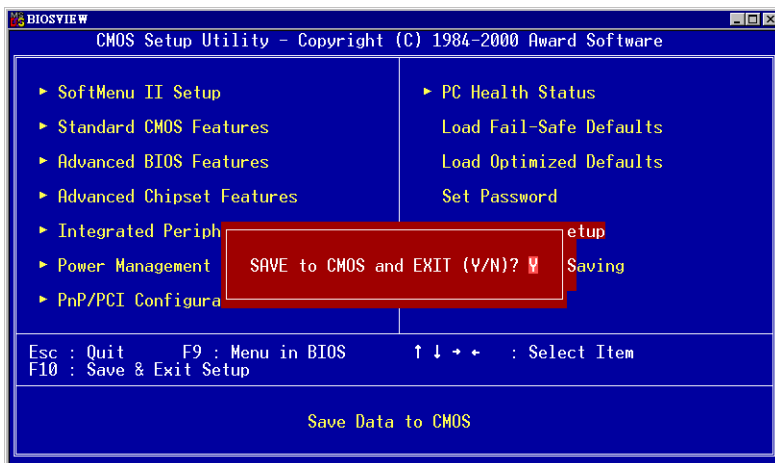 BIOSVIEW
CMOS Setup Utility - Copyright (C) 1984-2000 Award Software
► SoftMenu II Setup
► Standard CMOS Features
► Advanced BIOS Features
► Advanced Chipset Features
► Integrated Periph
► Power Management
► PnP/PCI Configura
► PC Health Status
Load Fail-Safe Defaults
Load Optimized Defaults
Set Password
etup
Saving
SAVE to CMOS and EXIT (Y/N)? Y
Esc : Quit F9 : Menu in BIOS ↑ ↓ → ← : Select Item
F10 : Save & Exit Setup
Save Data to CMOS